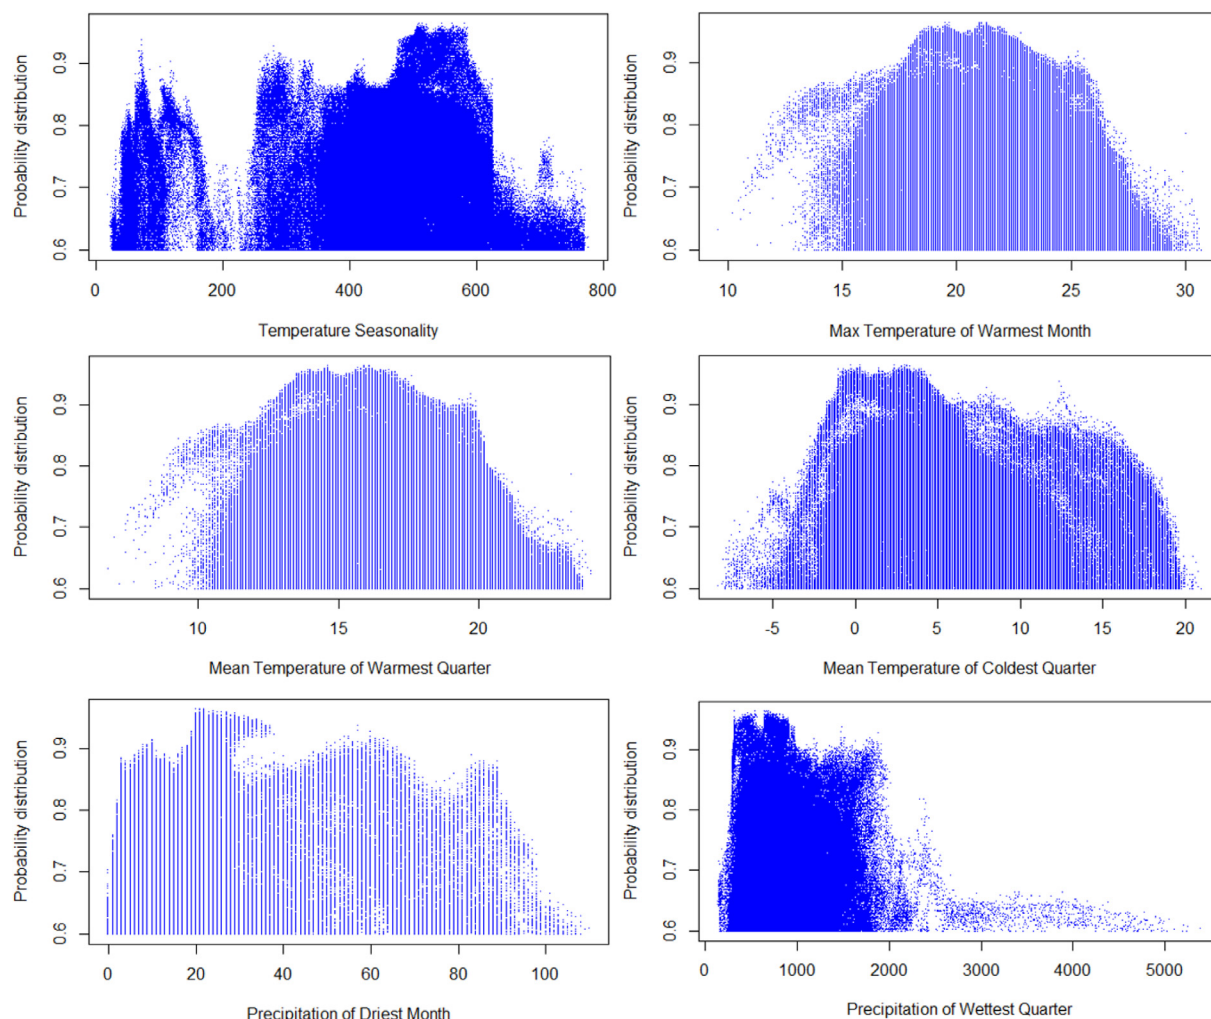 Probability distribution
0.6 0.7 0.8 0.9
0 200 400 600 800
Temperature Seasonality
Probability distribution
0.6 0.7 0.8 0.9
10 15 20 25 30
Max Temperature of Warmest Month
Probability distribution
0.6 0.7 0.8 0.9
10 15 20
Mean Temperature of Warmest Quarter
Probability distribution
0.6 0.7 0.8 0.9
-5 0 5 10 15 20
Mean Temperature of Coldest Quarter
Probability distribution
0.6 0.7 0.8 0.9
0 20 40 60 80 100
Precipitation of Driest Month
Probability distribution
0.6 0.7 0.8 0.9
0 1000 2000 3000 4000 5000
Precipitation of Wettest Quarter